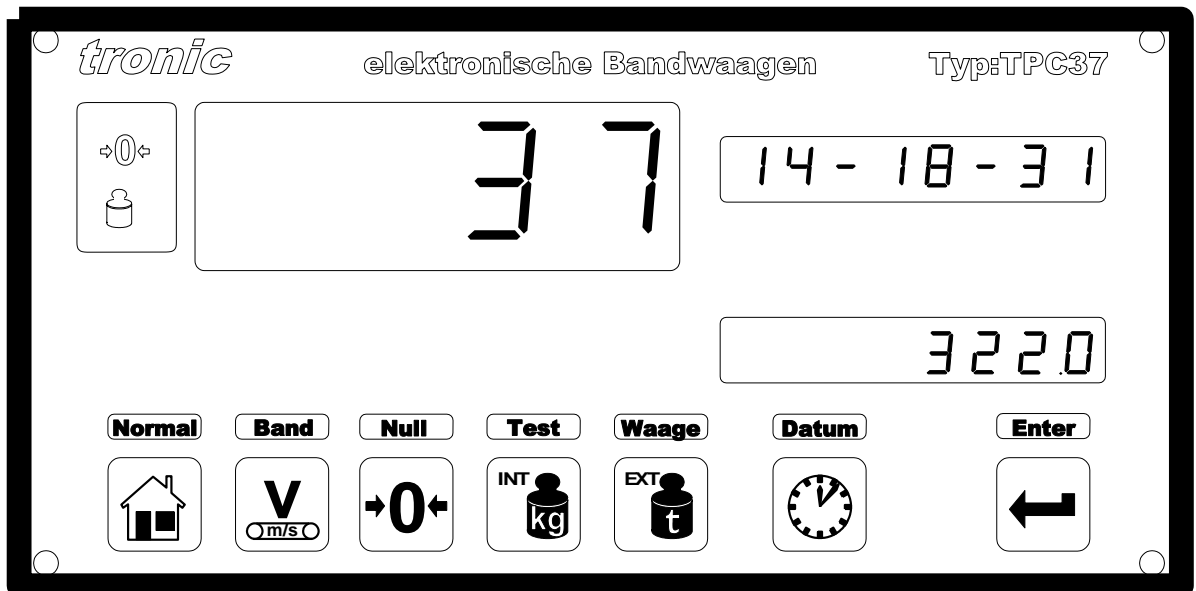 tronic elektronische Bandwaagen Typ:TPC37
→0←
37
14-18-31
322.0
Normal Band Null Test Waage Datum Enter
V m/s →0← INT kg EXT t